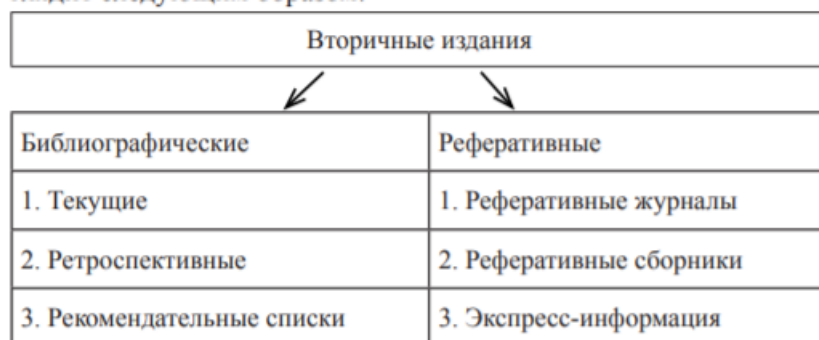 Вторичные издания
Библиографические
Реферативные
1. Текущие
1. Реферативные журналы
2. Ретроспективные
2. Реферативные сборники
3. Рекомендательные списки
3. Экспресс-информация